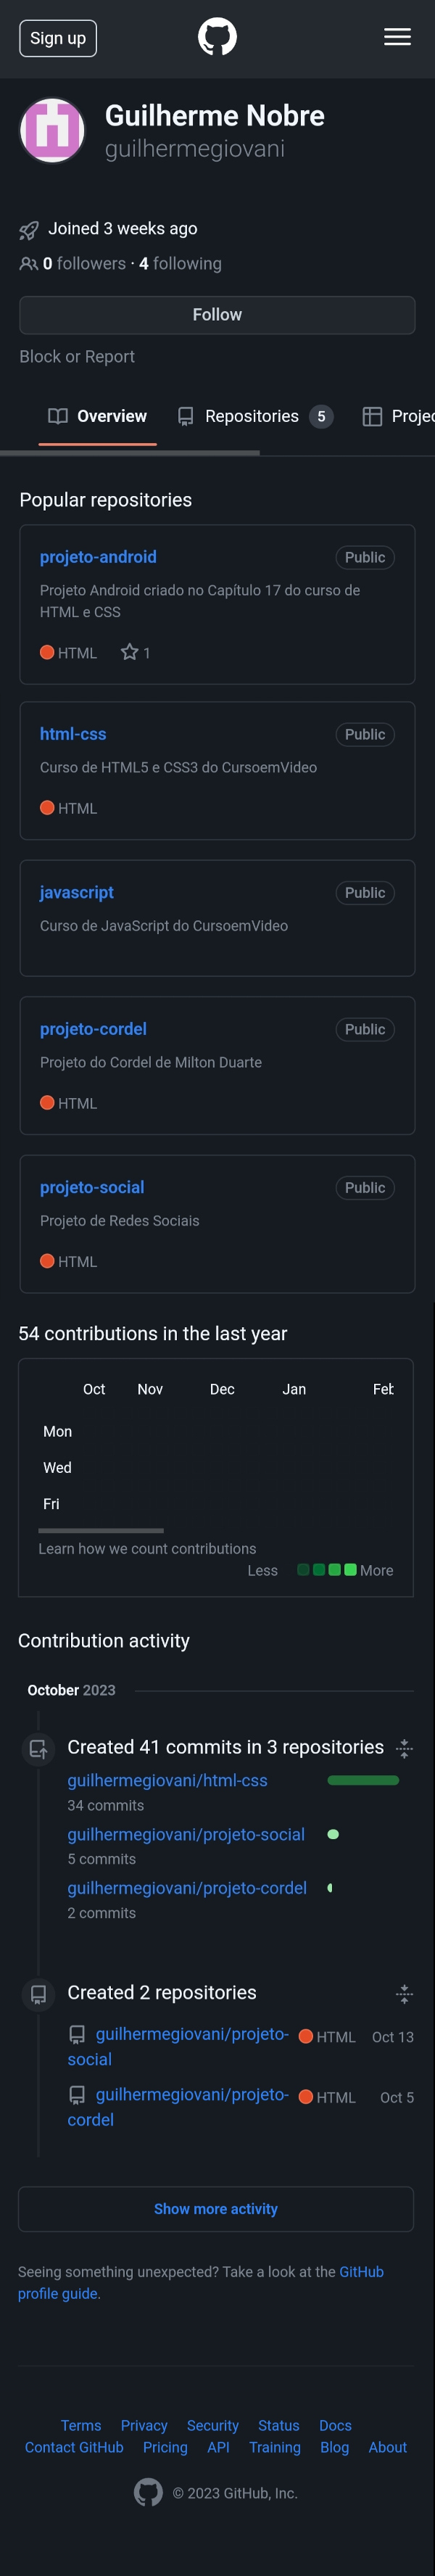 Sign up
Guilherme Nobre
guilhermegiovani
Joined 3 weeks ago
0 followers · 4 following
Follow
Block or Report
Overview Repositories 5 Projec
Popular repositories
projeto-android Public
Projeto Android criado no Capítulo 17 do curso de
HTML e CSS
HTML 1
html-css Public
Curso de HTML5 e CSS3 do CursoemVideo
HTML
javascript Public
Curso de JavaScript do CursoemVideo
projeto-cordel Public
Projeto do Cordel de Milton Duarte
HTML
projeto-social Public
Projeto de Redes Sociais
HTML
54 contributions in the last year
Oct Nov Dec Jan Feb
Mon
Wed
Fri
Learn how we count contributions
Less More
Contribution activity
October 2023
Created 41 commits in 3 repositories
guilhermegiovani/html-css
34 commits
guilhermegiovani/projeto-social
5 commits
guilhermegiovani/projeto-cordel
2 commits
Created 2 repositories
guilhermegiovani/projeto- HTML Oct 13
social
guilhermegiovani/projeto- HTML Oct 5
cordel
Show more activity
Seeing something unexpected? Take a look at the GitHub
profile guide.
Terms Privacy Security Status Docs
Contact GitHub Pricing API Training Blog About
© 2023 GitHub, Inc.